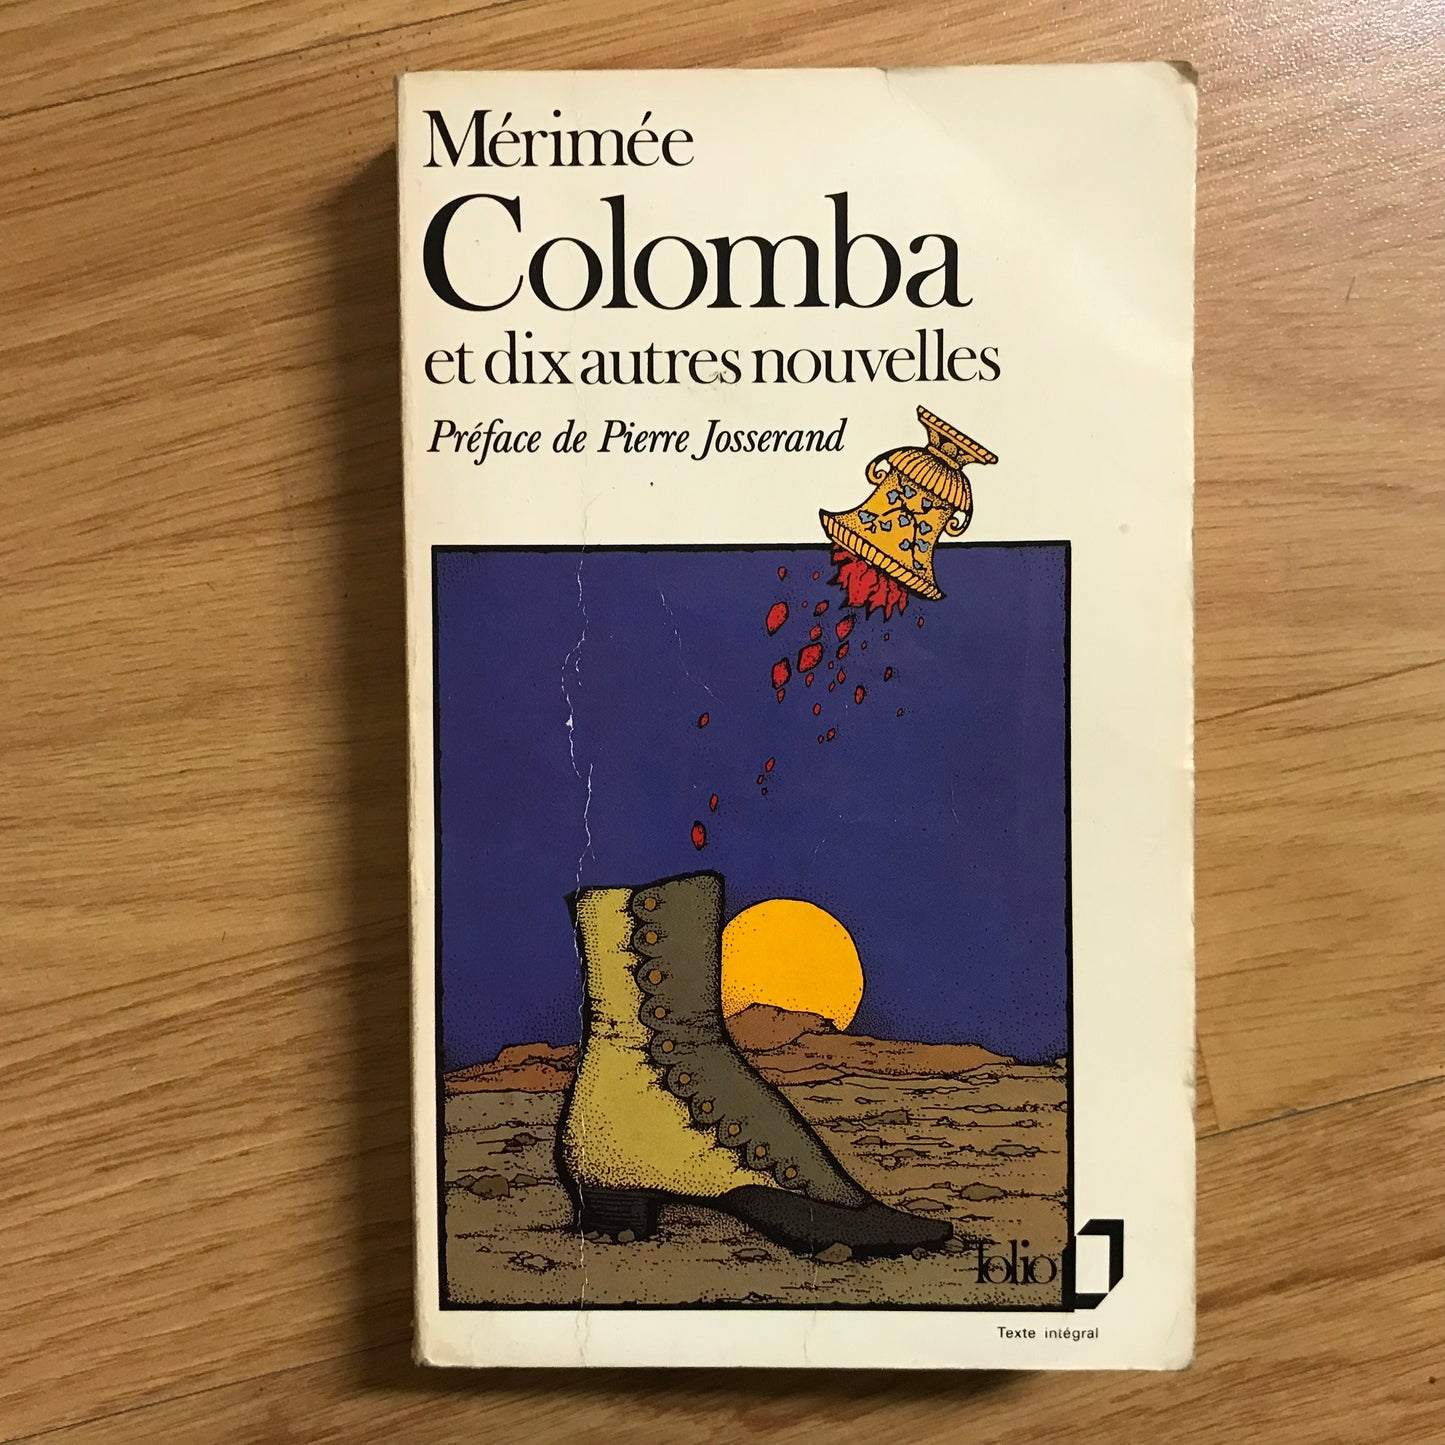 Mérimée
Colomba
et dix autres nouvelles
Préface de Pierre Josserand
folio
Texte intégral